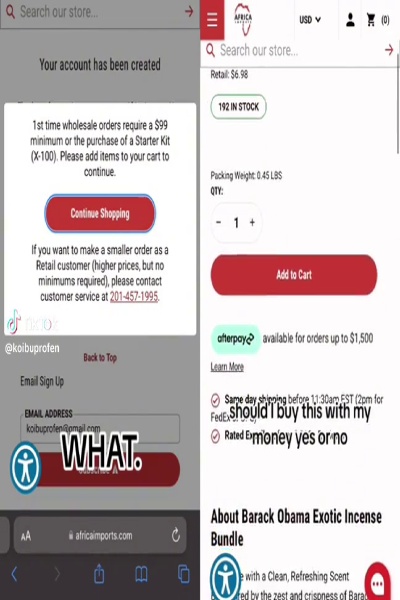 Search our store...
Your account has been created
1st time wholesale orders require a $99
minimum or the purchase of a Starter Kit
(X-100). Please add items to your cart to
continue.
Continue Shopping
If you want to make a smaller order as a
Retail customer (higher prices, but no
minimums required), please contact
customer service at 201-457-1995.
TikTok
@koibuprofen
Back to Top
Email Sign Up
EMAIL ADDRESS
koibuprofen@gmail.com
WHAT.
AA
africaimports.com
AFRICA
IMPORTS
USD
(0)
Search our store...
Retail: $6.98
192 IN STOCK
Packing Weight: 0.45 LBS
QTY:
- 1 +
Add to Cart
afterpay available for orders up to $1,500
Learn More
Same day shipping before 11:30am EST (2pm for
FedEx
should I buy this with my
Rated Ex
money yes or no
About Barack Obama Exotic Incense
Bundle
e with a Clean, Refreshing Scent
ed by the zest and crispness of Barac